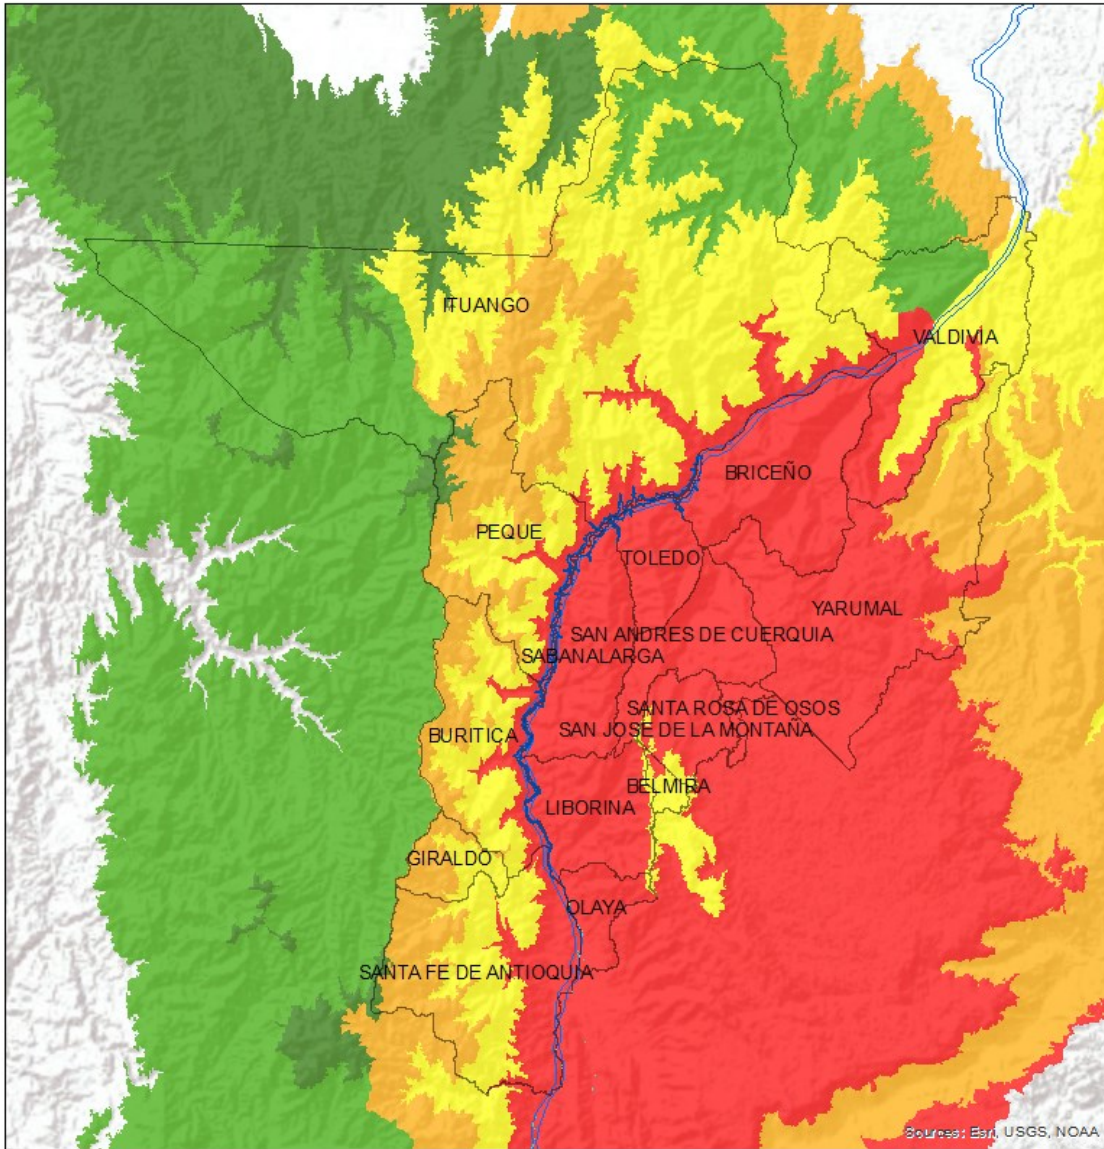 ITUANGO
VALDIVIA
BRICEÑO
PEQUE
TOLEDO
YARUMAL
SAN ANDRES DE CUERQUIA
SABANALARGA
SANTA ROSA DE OSOS
SAN JOSE DE LA MONTAÑA
BURITICA
BELMIRA
LIBORINA
GIRALDO
OLAYA
SANTA FE DE ANTIOQUIA
Sources: Esri, USGS, NOAA